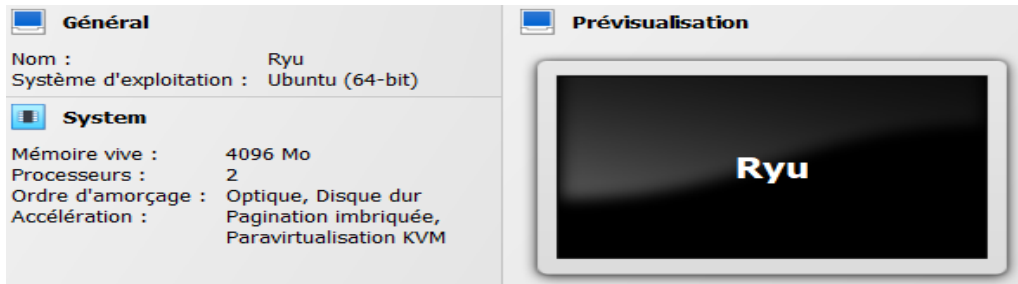 Général
Nom : Ryu
Système d'exploitation : Ubuntu (64-bit)
System
Mémoire vive : 4096 Mo
Processeurs : 2
Ordre d'amorçage : Optique, Disque dur
Accélération : Pagination imbriquée,
Paravirtualisation KVM
Prévisualisation
Ryu